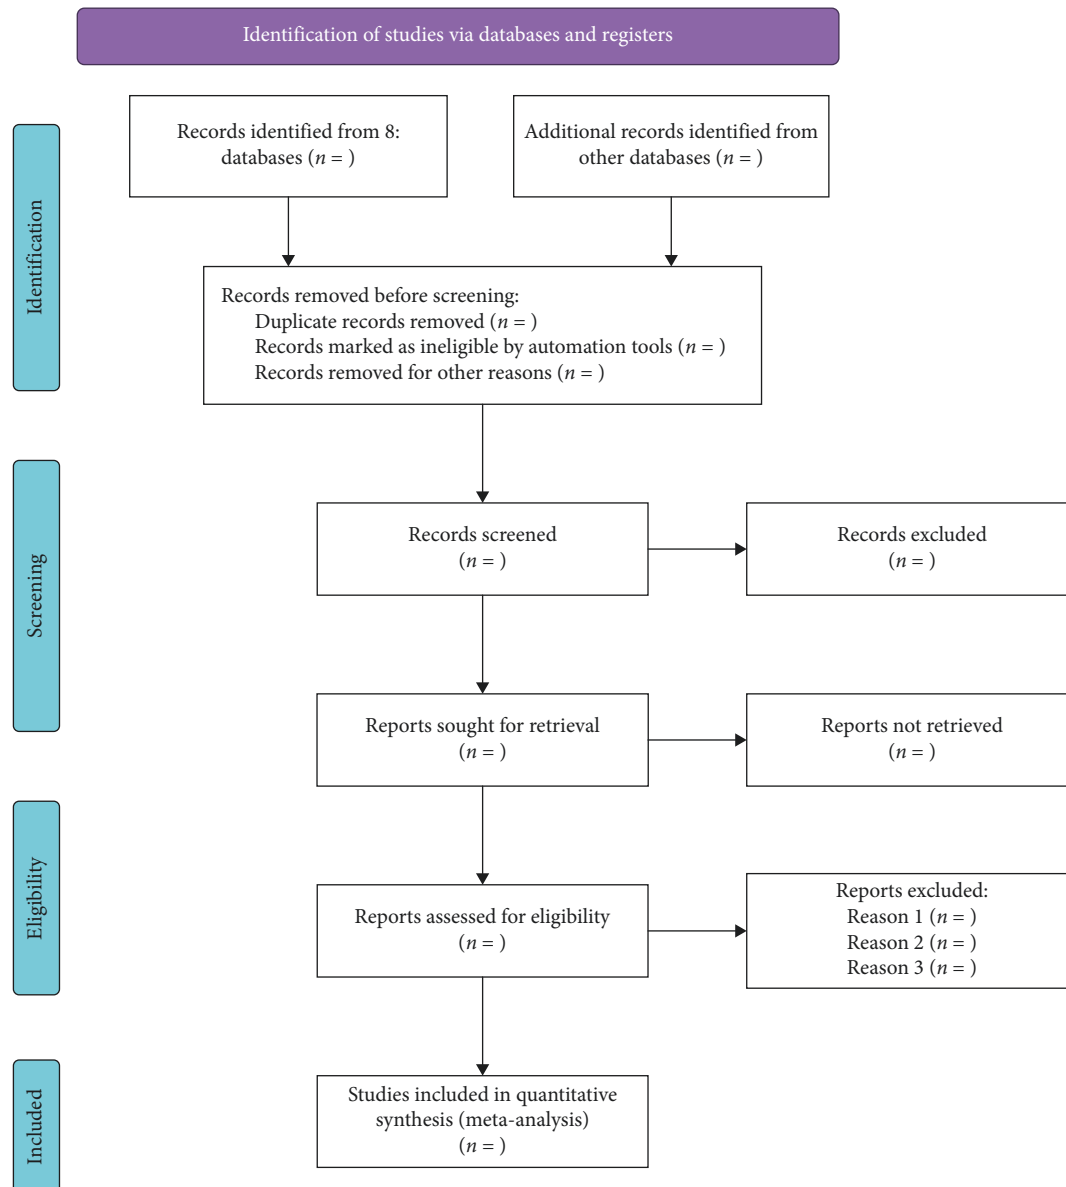 Identification of studies via databases and registers
Identification
Records identified from 8:
databases (n = )
Additional records identified from
other databases (n = )
Records removed before screening:
Duplicate records removed (n = )
Records marked as ineligible by automation tools (n = )
Records removed for other reasons (n = )
Screening
Records screened
(n = )
Records excluded
(n = )
Reports sought for retrieval
(n = )
Reports not retrieved
(n = )
Eligibility
Reports assessed for eligibility
(n = )
Reports excluded:
Reason 1 (n = )
Reason 2 (n = )
Reason 3 (n = )
Included
Studies included in quantitative
synthesis (meta-analysis)
(n = )